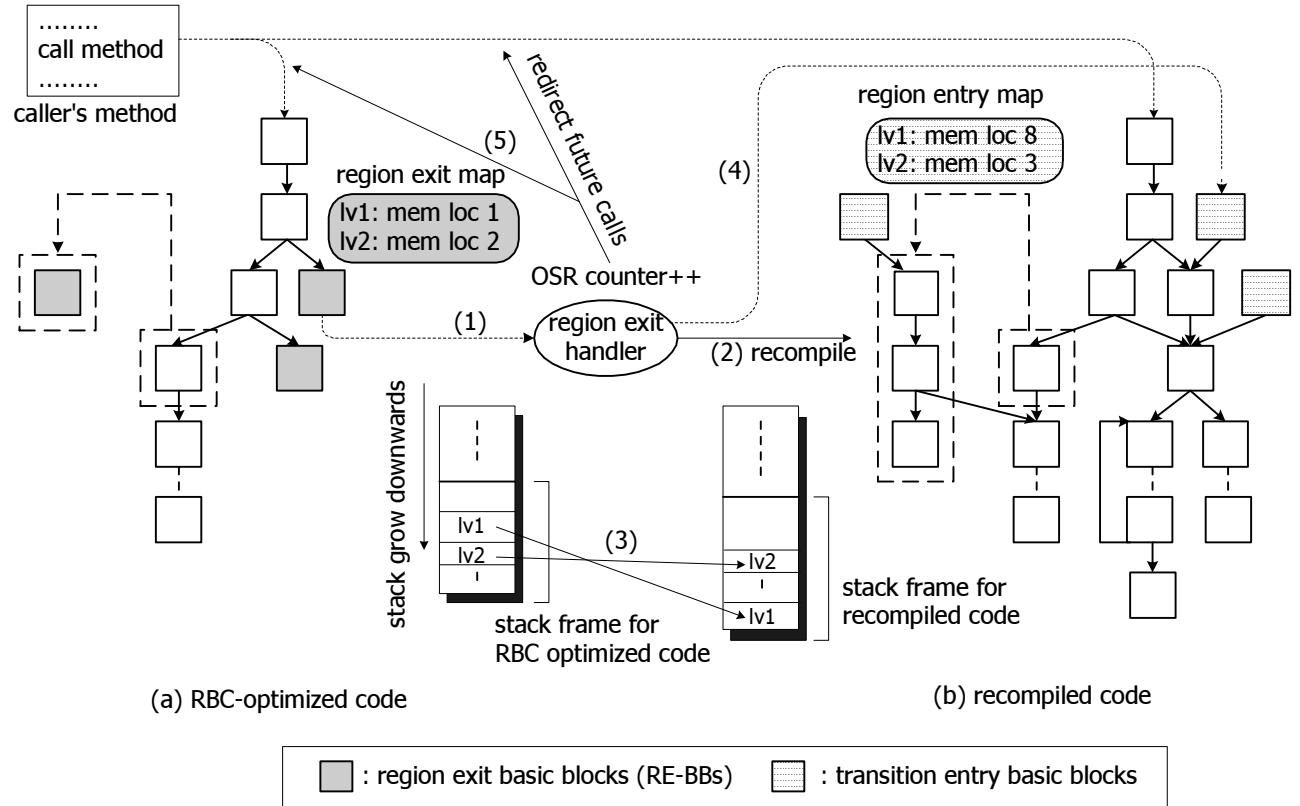 ........
call method
........
caller's method
redirect future calls
(5)
region entry map
lv1: mem loc 8
lv2: mem loc 3
(4)
region exit map
lv1: mem loc 1
lv2: mem loc 2
OSR counter++
(1)
region exit
handler
(2) recompile
stack grow downwards
lv1
lv2
(3)
lv2
lv1
stack frame for
RBC optimized code
stack frame for
recompiled code
(a) RBC-optimized code
(b) recompiled code
: region exit basic blocks (RE-BBs)
: transition entry basic blocks